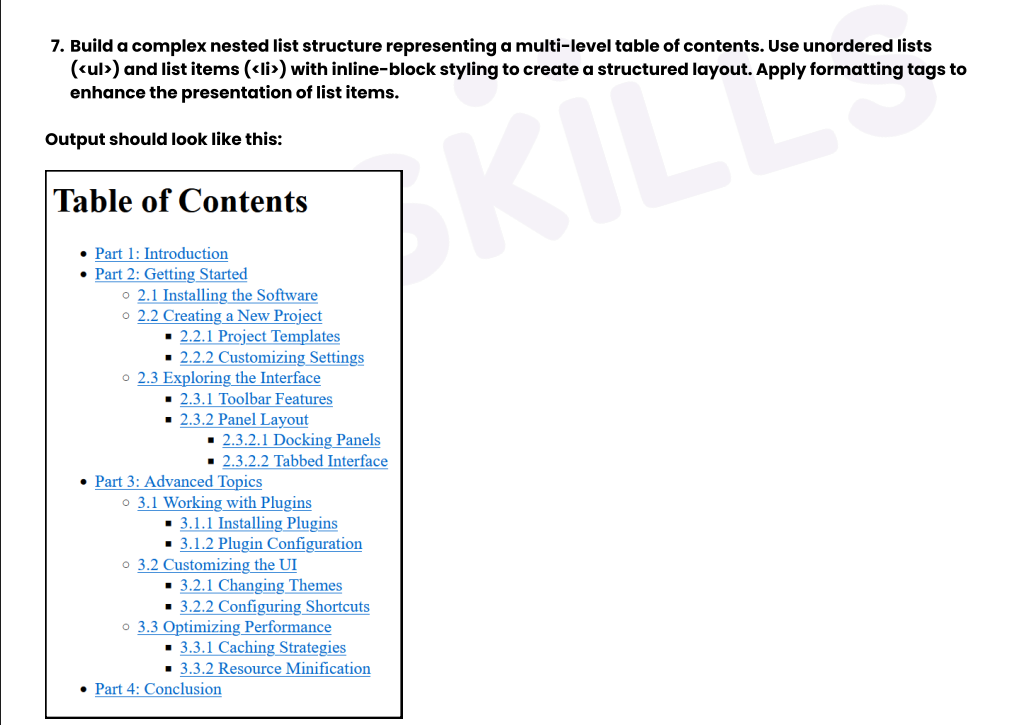 SKILLS
7. Build a complex nested list structure representing a multi-level table of contents. Use unordered lists
(<ul>) and list items (<li>) with inline-block styling to create a structured layout. Apply formatting tags to
enhance the presentation of list items.
Output should look like this:
Table of Contents
• Part 1: Introduction
• Part 2: Getting Started
○ 2.1 Installing the Software
○ 2.2 Creating a New Project
▪ 2.2.1 Project Templates
▪ 2.2.2 Customizing Settings
○ 2.3 Exploring the Interface
▪ 2.3.1 Toolbar Features
▪ 2.3.2 Panel Layout
▪ 2.3.2.1 Docking Panels
▪ 2.3.2.2 Tabbed Interface
• Part 3: Advanced Topics
○ 3.1 Working with Plugins
▪ 3.1.1 Installing Plugins
▪ 3.1.2 Plugin Configuration
○ 3.2 Customizing the UI
▪ 3.2.1 Changing Themes
▪ 3.2.2 Configuring Shortcuts
○ 3.3 Optimizing Performance
▪ 3.3.1 Caching Strategies
▪ 3.3.2 Resource Minification
• Part 4: Conclusion